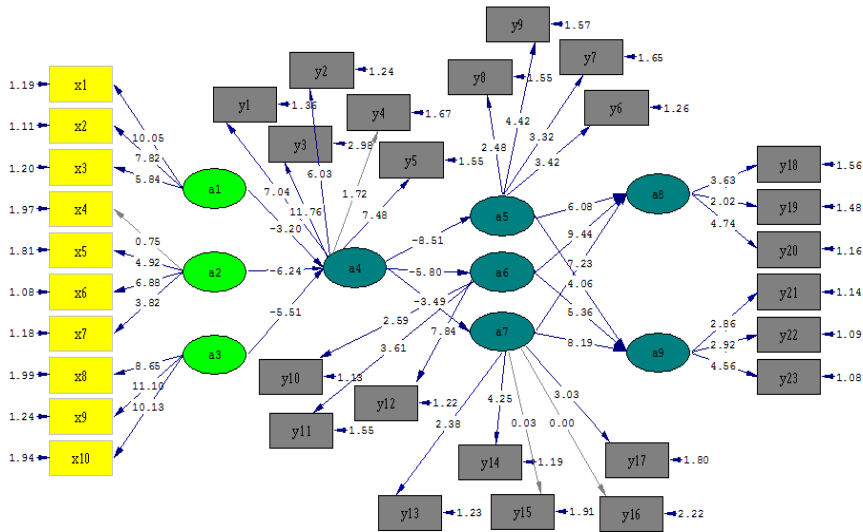 y9 1.57
y7 1.65
y2 1.24
y8 1.55
1.19 x1
y1 1.36
y4 1.67
y6 1.26
1.11 x2
y3 2.98
4.42
10.05
3.32
1.20 x3
7.82
6.03
y5 1.55
2.48
3.42
y18 1.56
5.84
a1
7.04
1.72
3.63
1.97 x4
11.76
7.48
a5
6.08
a8
2.02
y19 1.48
-3.20
4.74
1.81 x5
0.75
-8.51
9.44
y20 1.16
4.92
a2
-6.24
a4
-5.80
a6
7.23
1.08 x6
6.88
4.06
y21 1.14
3.82
-3.49
2.59
7.84
5.36
1.18 x7
-5.51
a7
2.86
y22 1.09
3.61
8.19
2.92
a3
a9
1.99 x8
8.65
4.56
y23 1.08
11.10
y10 1.13
10.13
4.25
3.03
1.24 x9
y12 1.22
2.38
0.03
0.00
y11 1.55
1.94 x10
y14 1.19
y17 1.80
y13 1.23
y15 1.91
y16 2.22